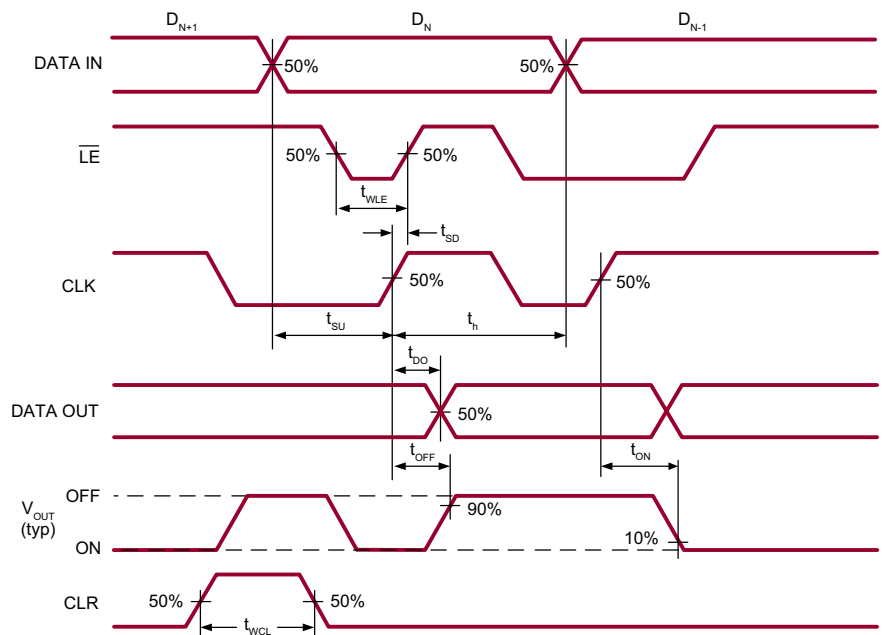 D_N+1 D_N D_N-1
DATA IN 50% 50%
LE 50% 50%
t_WLE
t_SD
CLK 50% 50%
t_SU t_h
t_DO
DATA OUT 50%
t_OFF t_ON
V_OUT (typ) OFF 90%
ON 10%
CLR 50% 50%
t_WCL